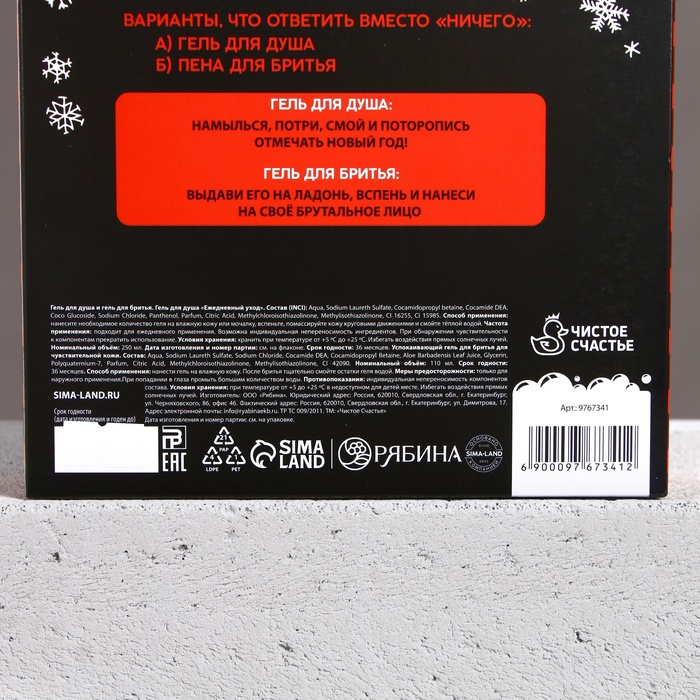 ВАРИАНТЫ, ЧТО ОТВЕТИТЬ ВМЕСТО «НИЧЕГО»:
А) ГЕЛЬ ДЛЯ ДУША
Б) ПЕНА ДЛЯ БРИТЬЯ
ГЕЛЬ ДЛЯ ДУША:
НАМЫЛЬСЯ, ПОТРИ, СМОЙ И ПОТОРОПИСЬ
ОТМЕЧАТЬ НОВЫЙ ГОД!
ГЕЛЬ ДЛЯ БРИТЬЯ:
ВЫДАВИ ЕГО НА ЛАДОНЬ, ВСПЕНЬ И НАНЕСИ
НА СВОЁ БРУТАЛЬНОЕ ЛИЦО
Гель для душа и гель для бритья. Гель для душа «Ежедневный уход». Состав (INCI): Aqua, Sodium Laureth Sulfate, Cocamidopropyl betaine, Cocamide DEA,
Coco Glucoside, Sodium Chloride, Panthenol, Parfum, Citric Acid, Methylchloroisothiazolinone, Methylisothiazolinone, CI 16255, CI 15985. Способ применения:
нанесите необходимое количество геля на влажную кожу или мочалку, вспеньте, помассируйте кожу круговыми движениями и смойте тёплой водой. Частота
применения: подходит для ежедневного применения. Возможна индивидуальная непереносимость ингредиентов. При обнаружении чувствительности
к компонентам прекратить использование. Условия хранения: хранить при температуре от +5 °C до +25 °C. Избегать воздействия прямых солнечных лучей.
Номинальный объём: 250 мл. Дата изготовления и номер партии: см. на флаконе. Срок годности: 36 месяцев. Успокаивающий гель для бритья для
чувствительной кожи. Состав: Aqua, Sodium Laureth Sulfate, Sodium Chloride, Cocamide DEA, Cocamidopropyl Betaine, Aloe Barbadensis Leaf Juice, Glycerin,
Polyquaternium-7, Parfum, Citric Acid, Methylchloroisothiazolinone, Methylisothiazolinone, CI 42090. Номинальный объём: 110 мл. Срок годности:
36 месяцев. Способ применения: нанести гель на влажную кожу. После бритья тщательно смойте остатки геля водой. Меры предосторожности: только для
наружного применения. При попадании в глаза промыть большим количеством воды. Противопоказания: индивидуальная непереносимость компонентов
состава. Условия хранения: при температуре от +5 до +25 °C в недоступном для детей месте. Избегать воздействия прямых
солнечных лучей. Изготовитель: ООО «Рябина» Юридический адрес: Россия, 620010, Свердловская обл., г. Екатеринбург,
ул. Черняховского, 86, офис 46. Фактический адрес: Россия, 620010, Свердловская обл., г. Екатеринбург, ул. Димитрова, 17.
Адрес электронной почты: info@ryabinaekb.ru ТР ТС 009/2011. ТМ: «Чистое Счастье»
Дата изготовления: см. на упаковке.
SIMA-LAND.RU
Срок годности
(дата изготовления и годен до)
EAC
21
PAP
LDPE
PET
SIMA
LAND
РЯБИНА
ОСНОВАНО
SIMA-LAND
КОМПАНИЕЙ
ЧИСТОЕ
СЧАСТЬЕ
Арт.: 9767341
6 900097 673412